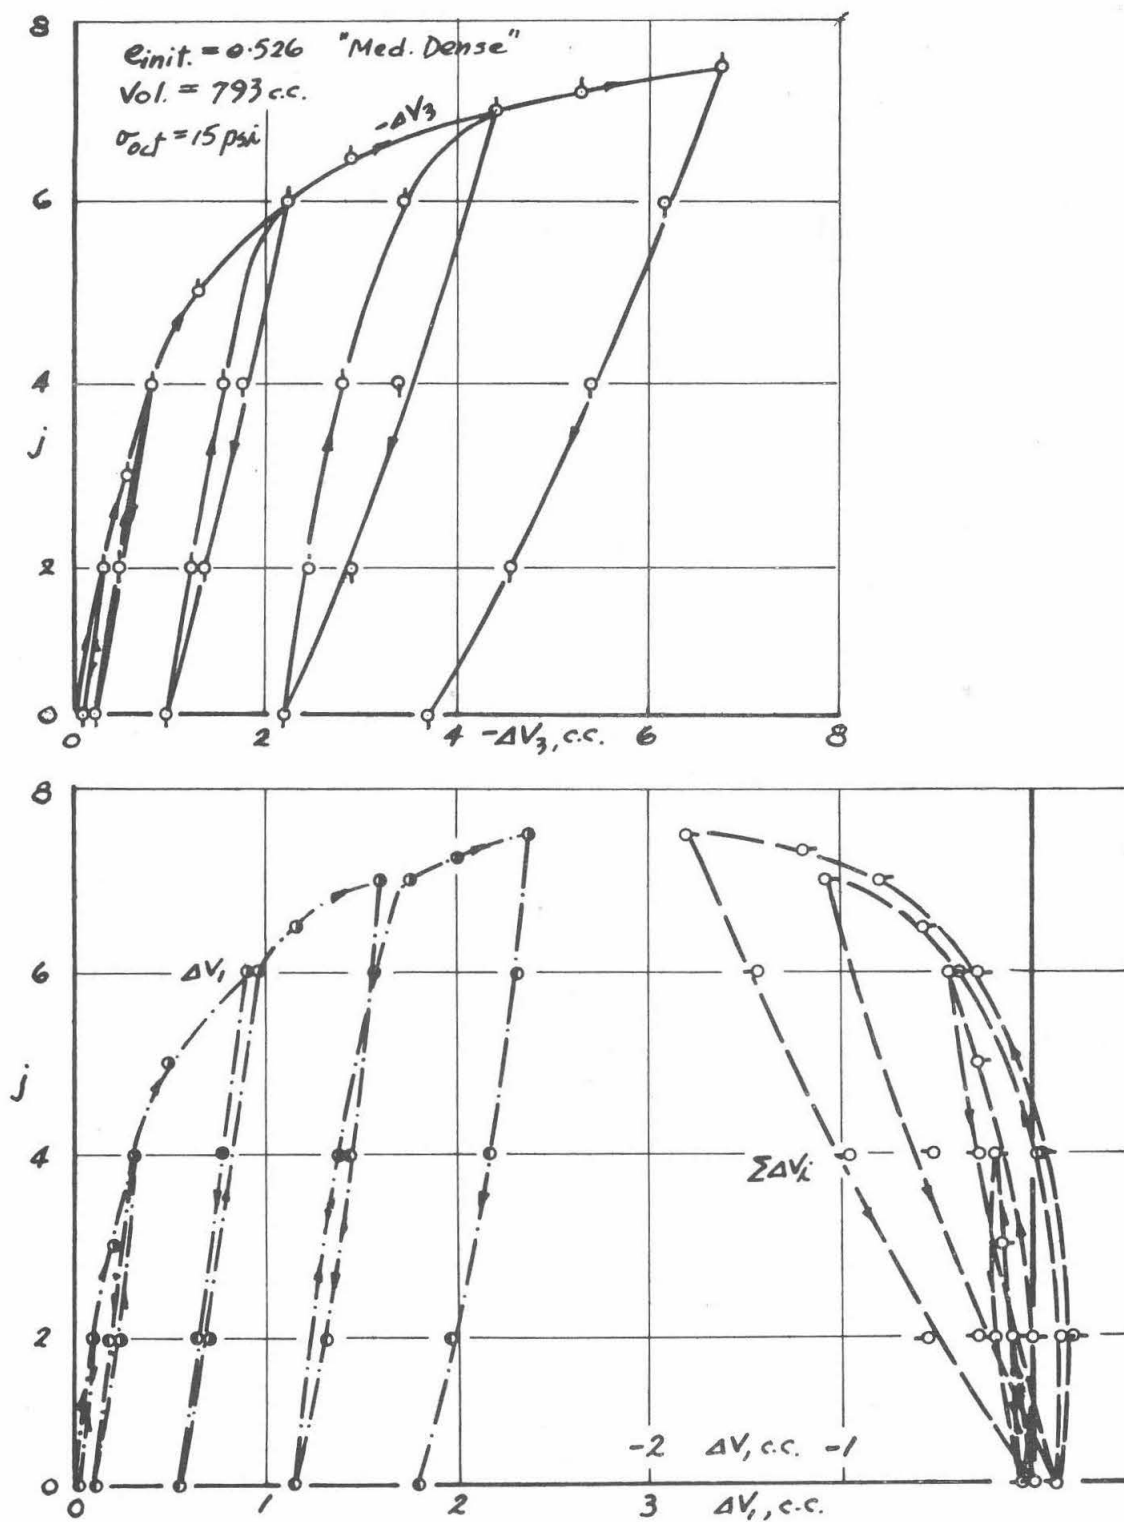 8
e init. = 0.526 "Med. Dense"
Vol. = 793 c.c.
σoct = 15 psi
-ΔV3
6
4
j
2
0
0 2 4 -ΔV3, c.c. 6 8
8
ΔV1
6
j
4
ΣΔVi
2
-2 ΔV, c.c. -1
0
0 1 2 3 ΔV1, c.c.